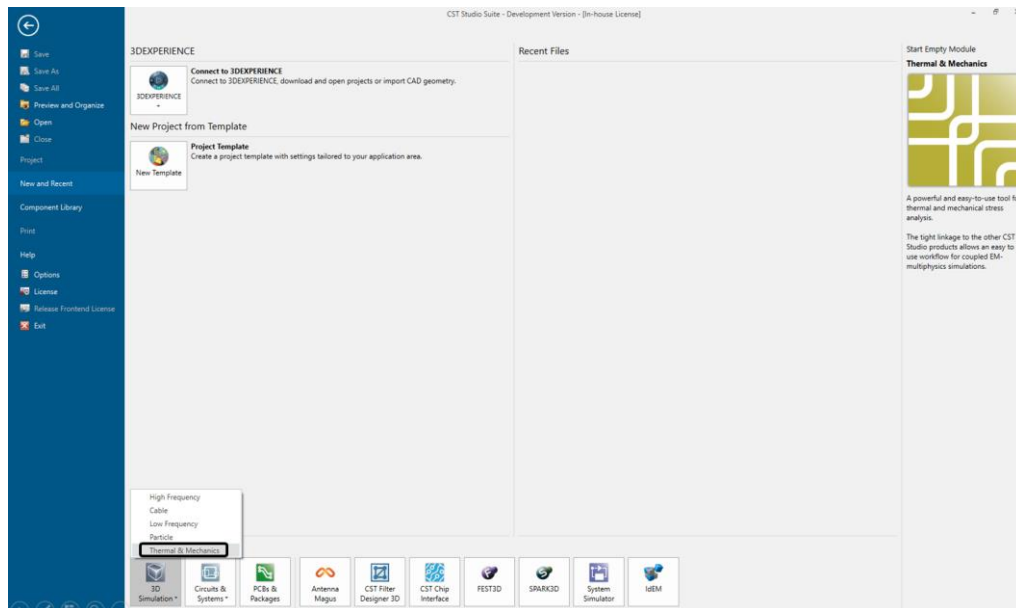 CST Studio Suite - Development Version - [In-house License]
Save
Save As
Save All
Preview and Organize
Open
Close
Project
New and Recent
Component Library
Print
Help
Options
License
Release Frontend License
Exit
3DEXPERIENCE
3DEXPERIENCE
Connect to 3DEXPERIENCE
Connect to 3DEXPERIENCE, download and open projects or import CAD geometry.
New Project from Template
New Template
Project Template
Create a project template with settings tailored to your application area.
Recent Files
Start Empty Module
Thermal & Mechanics
A powerful and easy-to-use tool f
thermal and mechanical stress
analysis.
The tight linkage to the other CST
Studio products allows an easy to
use workflow for coupled EM-
multiphysics simulations.
High Frequency
Cable
Low Frequency
Particle
Thermal & Mechanics
3D
Simulation
Circuits &
Systems
PCBs &
Packages
Antenna
Magus
CST Filter
Designer 3D
CST Chip
Interface
FEST3D
SPARK3D
System
Simulator
IdEM